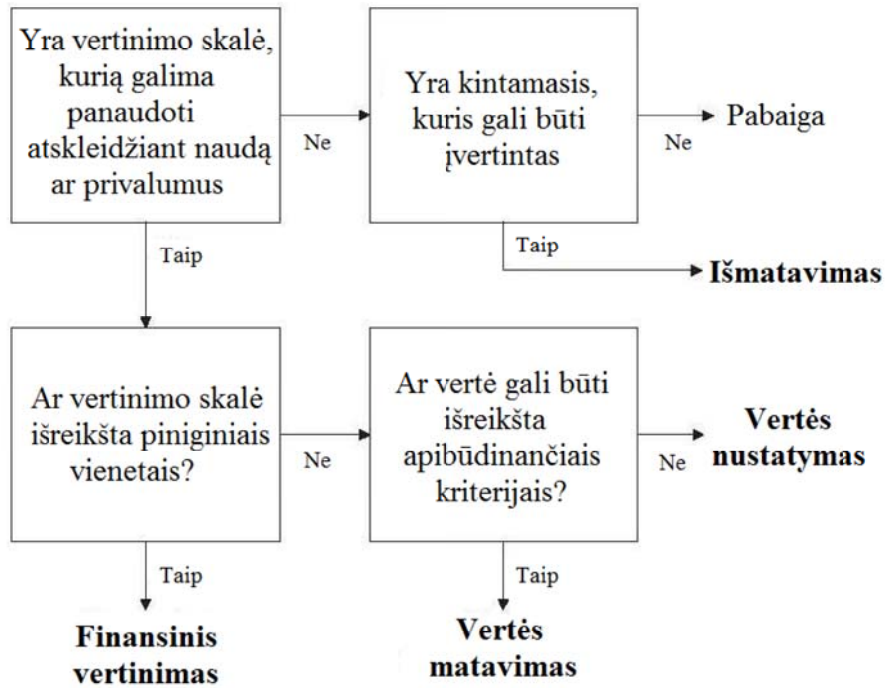 Yra vertinimo skalė,
kurią galima
panaudoti
atskleidžiant naudą
ar privalumus
Ne
Yra kintamasis,
kuris gali būti
įvertintas
Ne
Pabaiga
Taip
Taip
Išmatavimas
Ar vertinimo skalė
išreikšta piniginiais
vienetais?
Ne
Ar vertė gali būti
išreikšta
apibūdinančiais
kriterijais?
Ne
Vertės
nustatymas
Taip
Taip
Finansinis
vertinimas
Vertės
matavimas